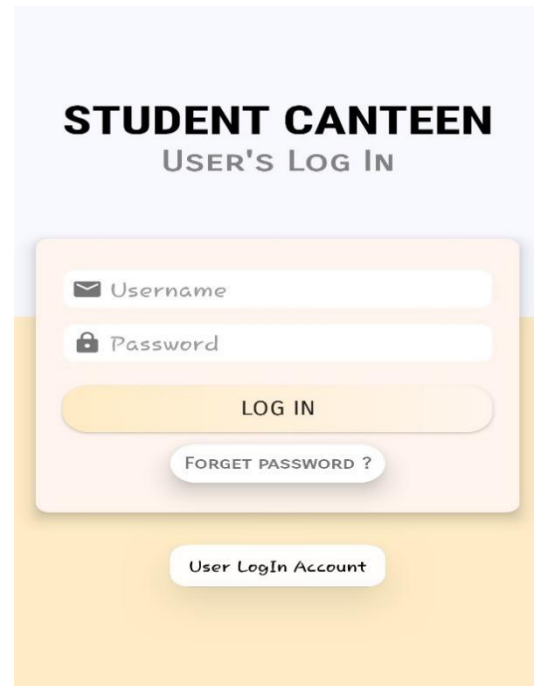 STUDENT CANTEEN
USER'S LOG IN
Username
Password
LOG IN
FORGET PASSWORD ?
User LogIn Account